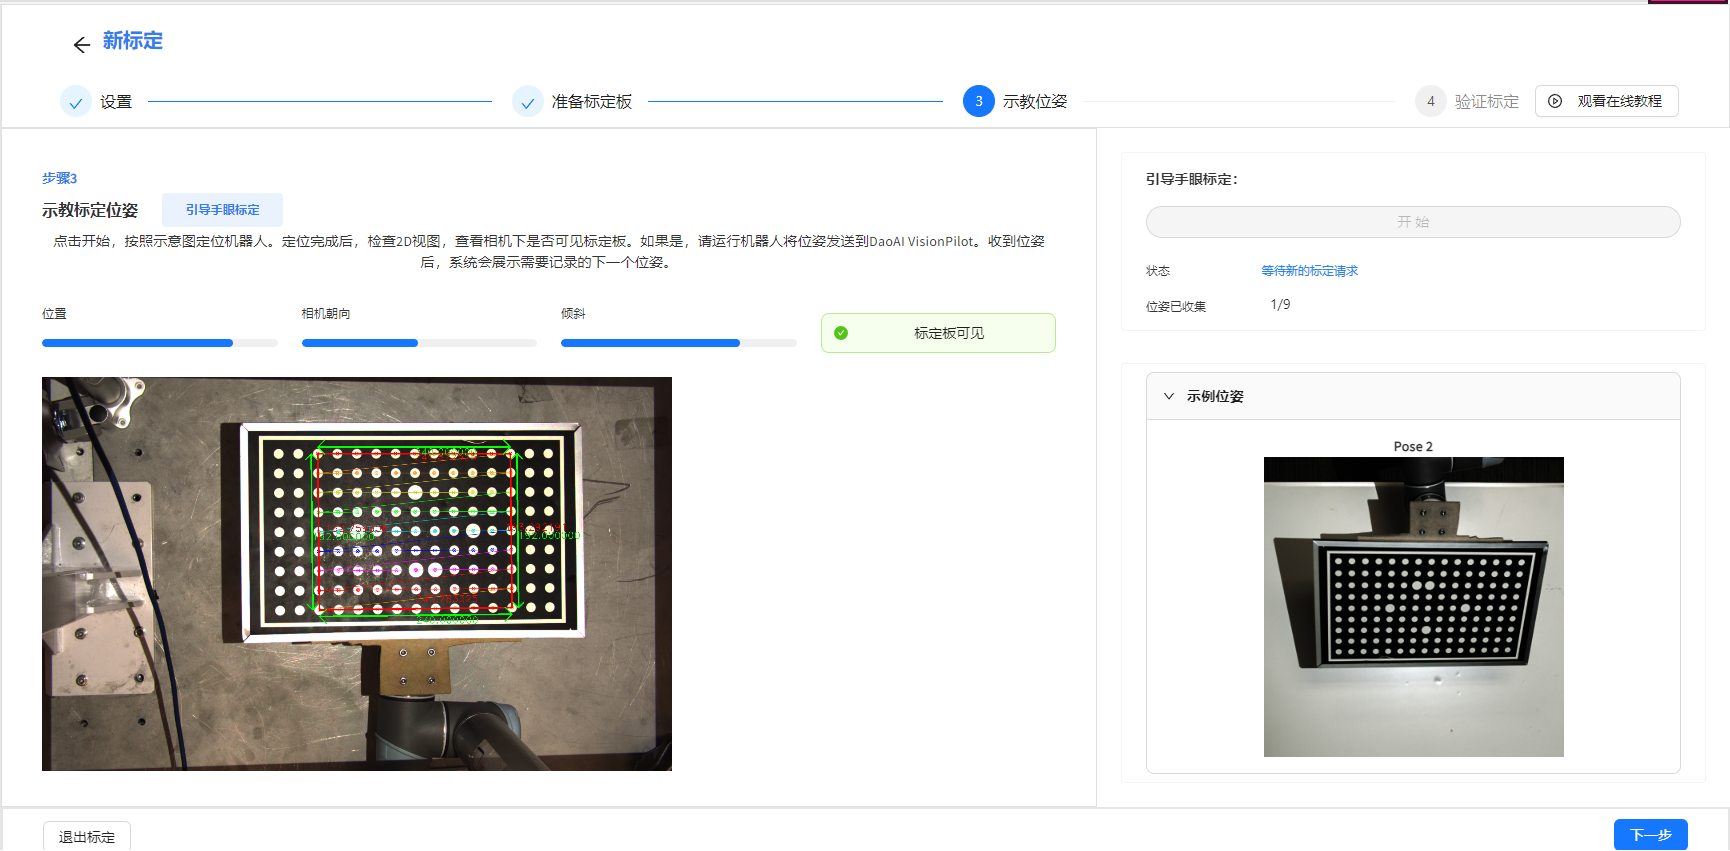 新标定
设置
准备标定板
3 示教位姿
4 验证标定
观看在线教程
步骤3
示教标定位姿
引导手眼标定
点击开始，按照示意图定位机器人。定位完成后，检查2D视图，查看相机下是否可见标定板。如果是，请运行机器人将位姿发送到DaoAI VisionPilot。收到位姿
后，系统会展示需要记录的下一个位姿。
位置
相机朝向
倾斜
标定板可见
192.000000
引导手眼标定：
开 始
状态
等待新的标定请求
位姿已收集
1/9
示例位姿
Pose 2
退出标定
下一步